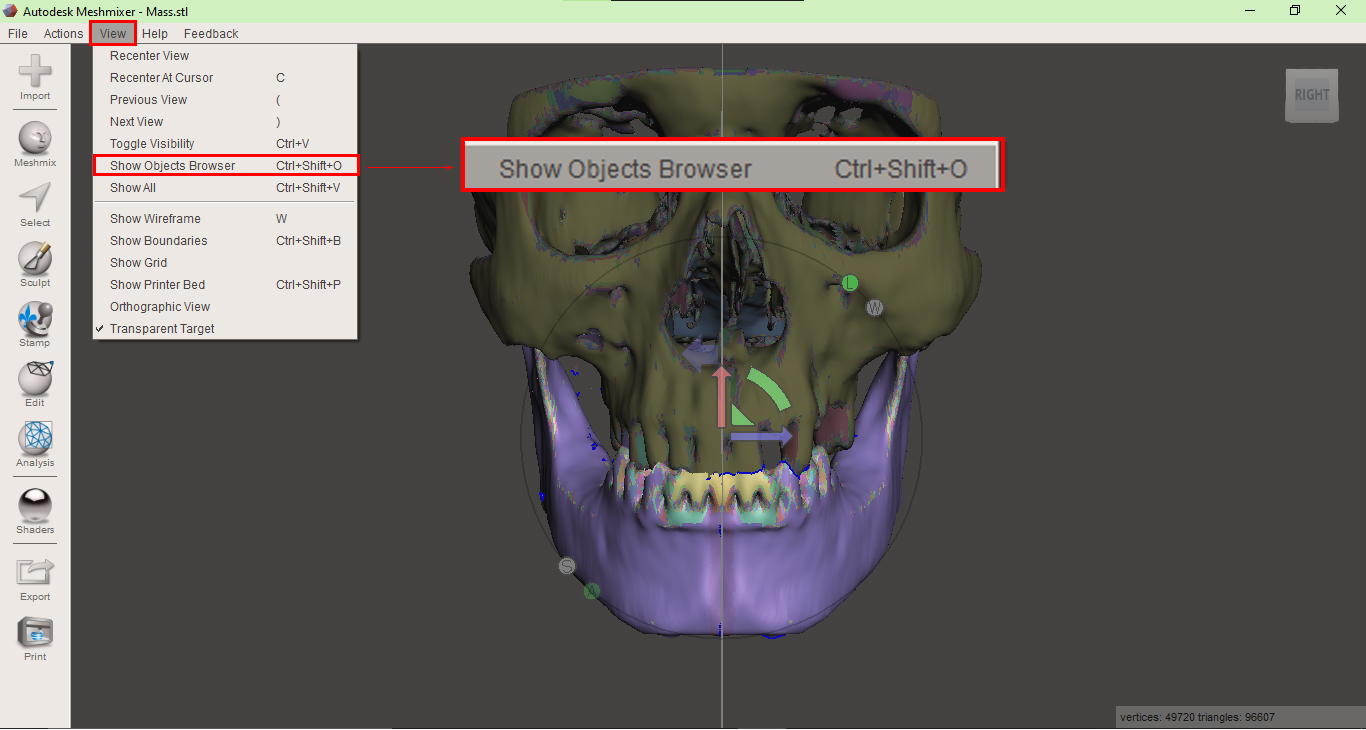 Autodesk Meshmixer - Mass.stl
File Actions View Help Feedback
Import
Meshmix
Select
Sculpt
Stamp
Edit
Analysis
Shaders
Export
Print
Recenter View
Recenter At Cursor C
Previous View (
Next View )
Toggle Visibility Ctrl+V
Show Objects Browser Ctrl+Shift+O
Show All Ctrl+Shift+V
Show Wireframe W
Show Boundaries Ctrl+Shift+B
Show Grid
Show Printer Bed Ctrl+Shift+P
Orthographic View
Transparent Target
Show Objects Browser Ctrl+Shift+O
RIGHT
L
W
S
A
vertices: 49720 triangles: 96607